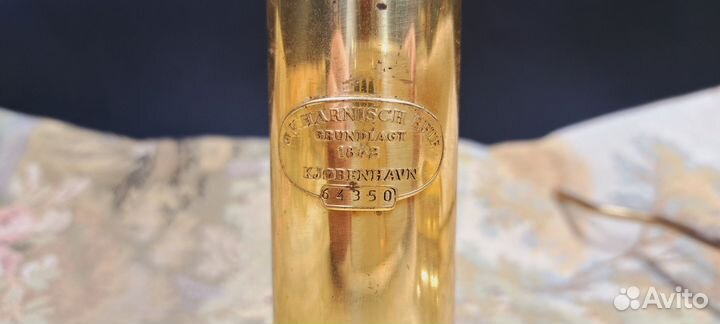 HARNISCH
GRUNDLAGT
KJØBENHAVN
64350
Avito